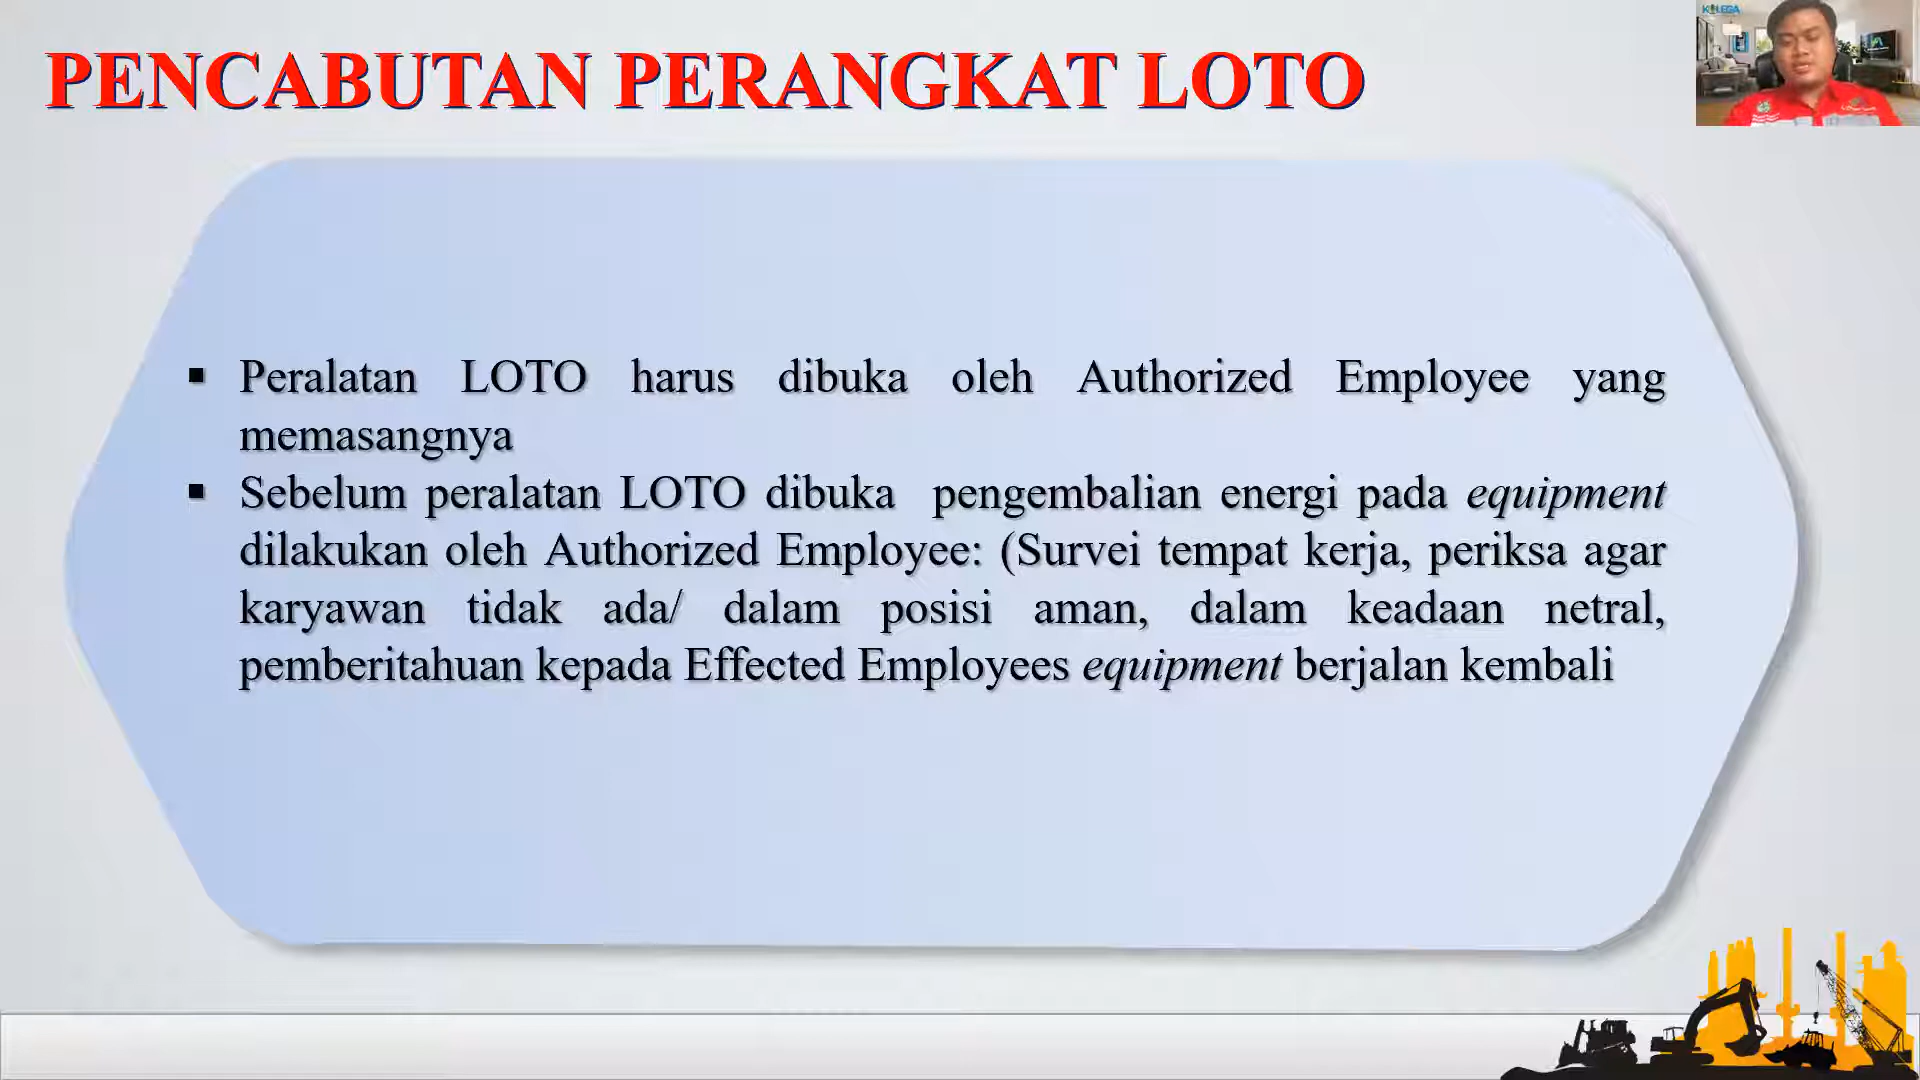 PENCABUTAN PERANGKAT LOTO
▪ Peralatan LOTO harus dibuka oleh Authorized Employee yang
memasangnya
▪ Sebelum peralatan LOTO dibuka pengembalian energi pada equipment
dilakukan oleh Authorized Employee: (Survei tempat kerja, periksa agar
karyawan tidak ada/ dalam posisi aman, dalam keadaan netral,
pemberitahuan kepada Effected Employees equipment berjalan kembali